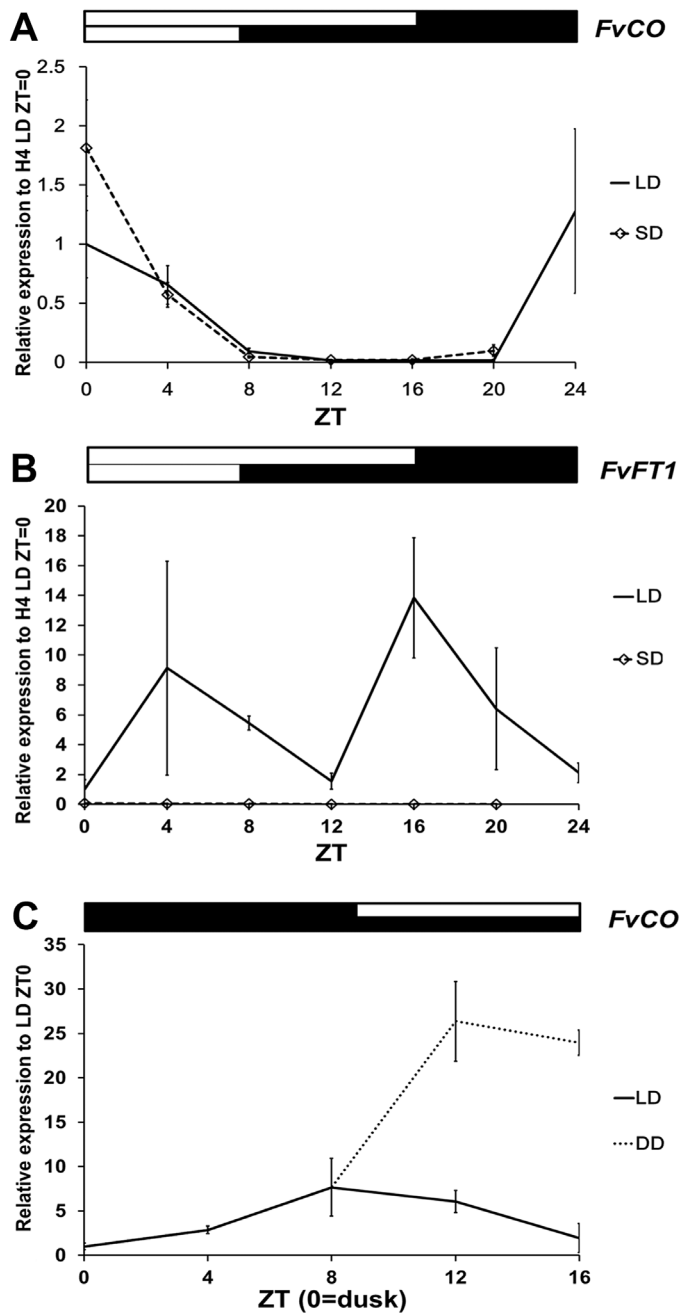 A
FvCO
Relative expression to H4 LD ZT=0
2.5
2
1.5
1
0.5
0
0 4 8 12 16 20 24
ZT
LD
SD
B
FvFT1
Relative expression to H4 LD ZT=0
20
18
16
14
12
10
8
6
4
2
0
0 4 8 12 16 20 24
ZT
LD
SD
C
FvCO
Relative expression to LD ZT0
35
30
25
20
15
10
5
0
0 4 8 12 16
ZT (0=dusk)
LD
DD